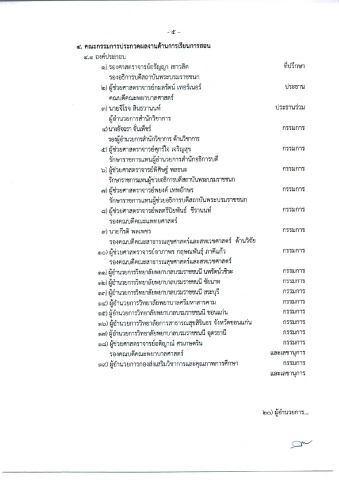 - ๕ -
๔. คณะกรรมการประกวดผลงานด้านการเรียนการสอน
๔.๑ องค์ประกอบ
๑) รองศาสตราจารย์อรัญญา เชาวลิต ที่ปรึกษา
รองอธิการบดีสถาบันพระบรมราชชนก
๒) ผู้ช่วยศาสตราจารย์กมลรัตน์ เทอร์เนอร์ ประธาน
คณบดีคณะพยาบาลศาสตร์
๓) นายจีโรจ สินธวานนท์ ประธานร่วม
ผู้อำนวยการสำนักวิชาการ
๔) นายอัจฉรา จั่นเพ็ชร์ กรรมการ
รองผู้อำนวยการสำนักวิชาการ ด้านวิชาการ
๕) ผู้ช่วยศาสตราจารย์ศุกร์ใจ เจริญสุข กรรมการ
รักษาราชการแทนผู้อำนวยการสำนักอธิการบดี
๖) ผู้ช่วยศาสตราจารย์พิศิษฐ์ พลธนะ กรรมการ
รักษาราชการแทนผู้ช่วยอธิการบดีสถาบันพระบรมราชชนก
๗) ผู้ช่วยศาสตราจารย์พยงค์ เทพอักษร กรรมการ
รักษาราชการแทนผู้ช่วยอธิการบดีสถาบันพระบรมราชชนก
๘) ผู้ช่วยศาสตราจารย์ กรรมการ
รองคณบดีคณะแพทยศาสตร์
๙) นายกิรติ พลเพชร กรรมการ
รองคณบดีคณะสาธารณสุขศาสตร์และสหเวชศาสตร์ ด้านวิจัย
๑๐) ผู้ช่วยศาสตราจารย์อาภาพร กฤษณพันธุ์ ภาคีแก้ว กรรมการ
รองคณบดีคณะสาธารณสุขศาสตร์และสหเวชศาสตร์
๑๑) ผู้อำนวยการวิทยาลัยพยาบาลบรมราชชนนี นพรัตน์วชิระ กรรมการ
๑๒) ผู้อำนวยการวิทยาลัยพยาบาลบรมราชชนนี ชัยนาท กรรมการ
๑๓) ผู้อำนวยการวิทยาลัยพยาบาลบรมราชชนนี สระบุรี กรรมการ
๑๔) ผู้อำนวยการวิทยาลัยพยาบาลศรีมหาสารคาม กรรมการ
๑๕) ผู้อำนวยการวิทยาลัยพยาบาลบรมราชชนนี ขอนแก่น กรรมการ
๑๖) ผู้อำนวยการวิทยาลัยการสาธารณสุขสิรินธร จังหวัดขอนแก่น กรรมการ
๑๗) ผู้อำนวยการวิทยาลัยพยาบาลบรมราชชนนี อุดรธานี กรรมการ
๑๘) ผู้ช่วยศาสตราจารย์อติญาณ์ ศรเกษตริน กรรมการ
รองคณบดีคณะพยาบาลศาสตร์ และเลขานุการ
๑๙) ผู้อำนวยการกองส่งเสริมวิชาการและคุณภาพการศึกษา กรรมการ
และเลขานุการ
๒๐) ผู้อำนวยการ...